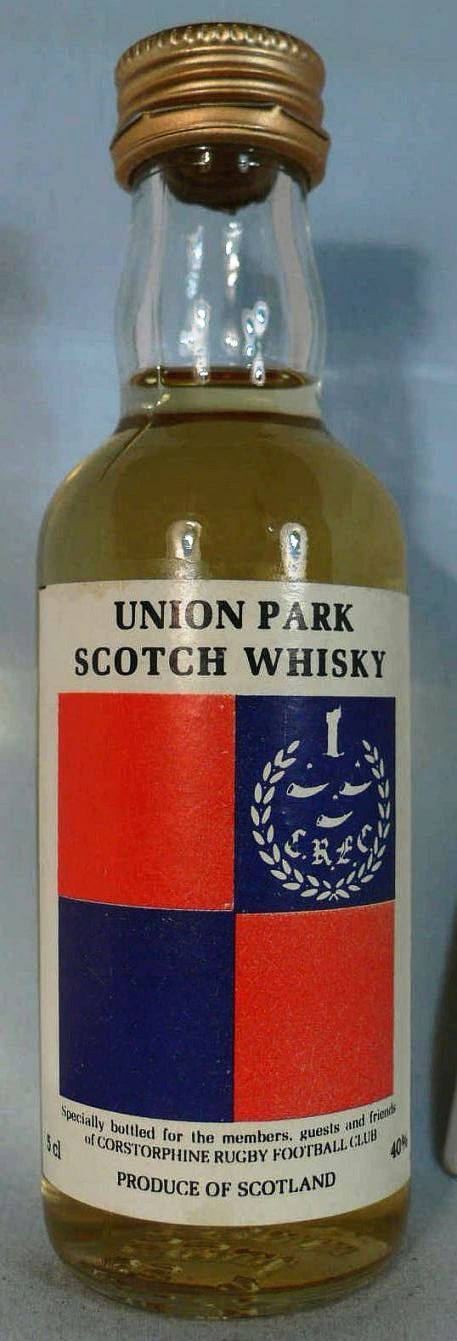 UNION PARK
SCOTCH WHISKY
C.R.F.C.
Specially bottled for the members, guests and friends
of CORSTORPHINE RUGBY FOOTBALL CLUB
5 cl
40%
PRODUCE OF SCOTLAND